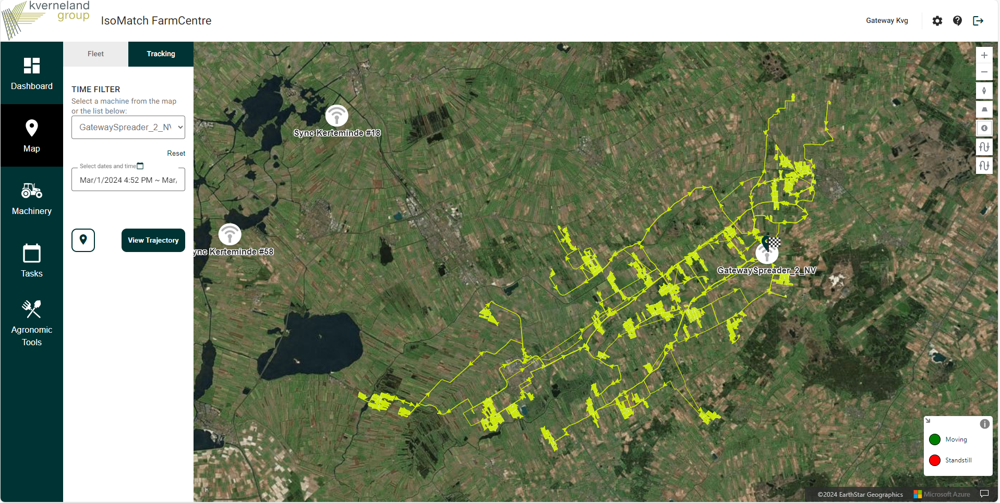 kverneland
group
IsoMatch FarmCentre
Gateway Kvg
Dashboard
Map
Machinery
Tasks
Agronomic
Tools
Fleet
Tracking
TIME FILTER
Select a machine from the map
or the list below:
GatewaySpreader_2_NV
Reset
Select dates and time
Mar/1/2024 4:52 PM ~ Mar/
View Trajectory
Sync Kerteminde #18
ync Kerteminde #58
GatewaySpreader_2_NV
Moving
Standstill
©2024 EarthStar Geographics
Microsoft Azure